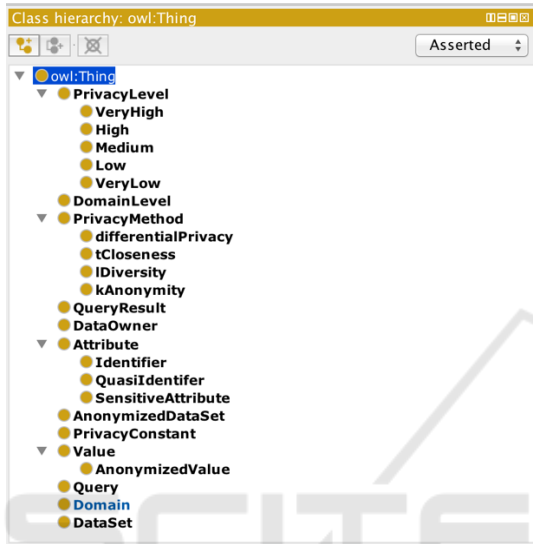 Class hierarchy: owl:Thing
Asserted
owl:Thing
PrivacyLevel
VeryHigh
High
Medium
Low
VeryLow
DomainLevel
PrivacyMethod
differentialPrivacy
tCloseness
lDiversity
kAnonymity
QueryResult
DataOwner
Attribute
Identifier
QuasiIdentifer
SensitiveAttribute
AnonymizedDataSet
PrivacyConstant
Value
AnonymizedValue
Query
Domain
DataSet
SCITE